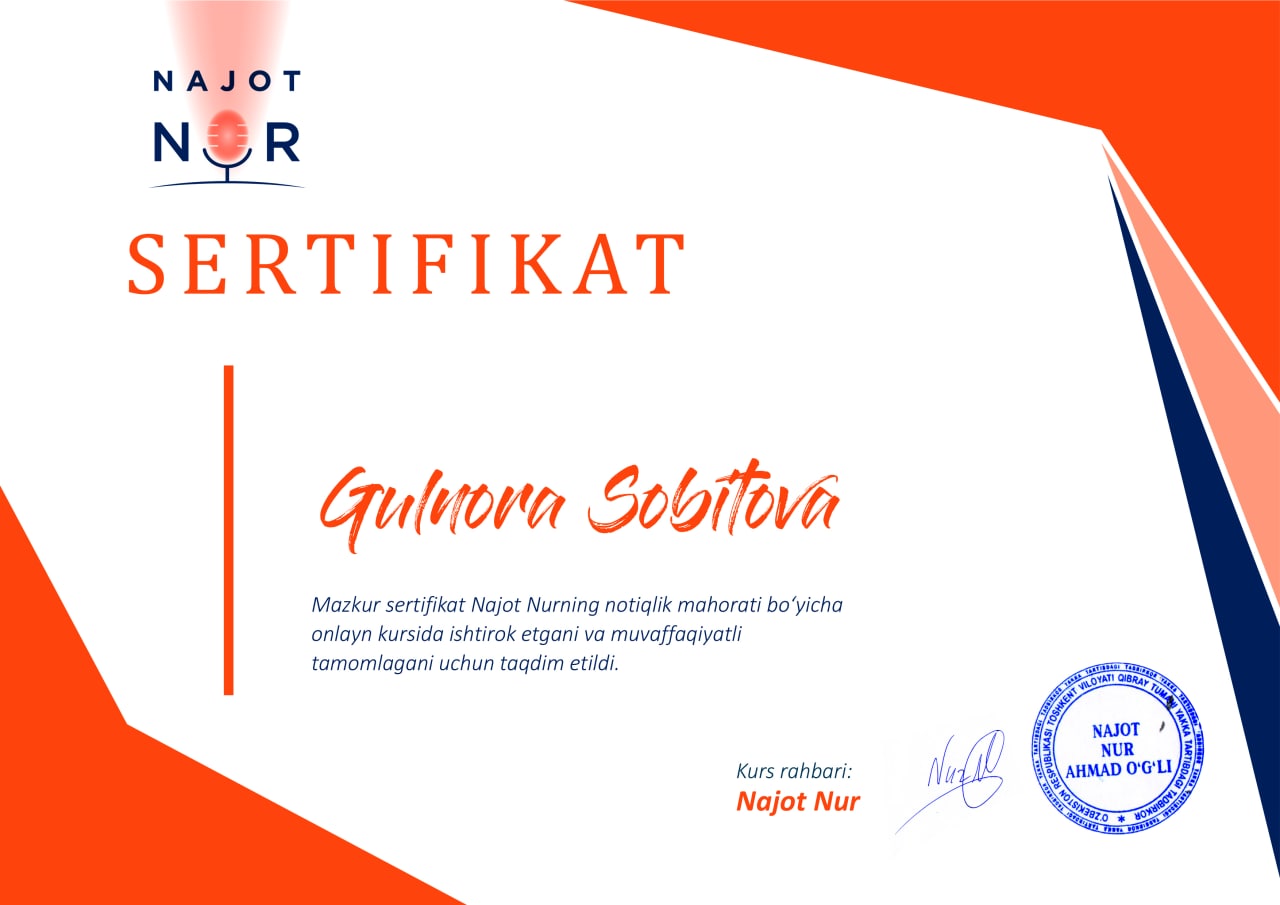 NAJOT
NUR
SERTIFIKAT
Gulnora Sobitova
Mazkur sertifikat Najot Nurning notiqlik mahorati bo‘yicha
onlayn kursida ishtirok etgani va muvaffaqiyatli
tamomlagani uchun taqdim etildi.
Kurs rahbari:
Najot Nur
O‘ZBEKISTON RESPUBLIKASI TOSHKENT VILOYATI QIBRAY TUMANI YAKKA TARTIBDAGI TADBIRKOR
NAJOT
NUR
AHMAD O‘G‘LI